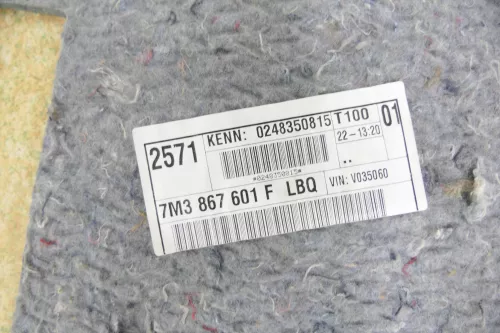 2571 KENN: 0248350815 T100 01
22-13:20
*0248350815*
..
7M3 867 601 F LBQ VIN: V035060